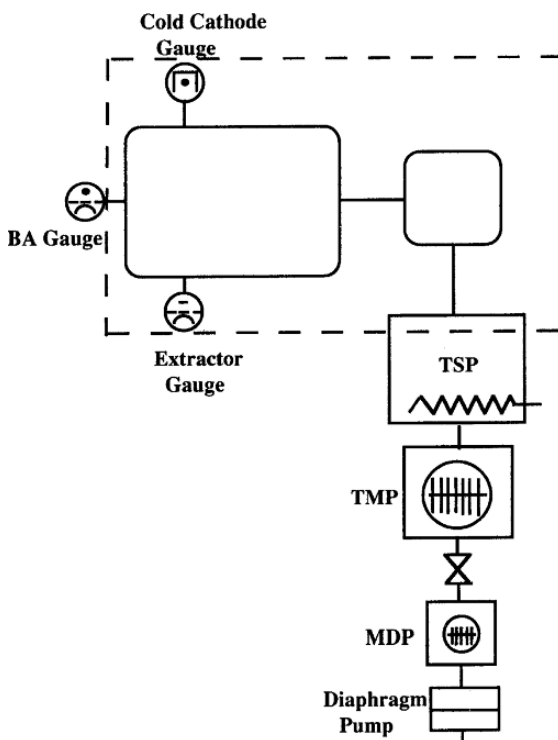 Cold Cathode
Gauge
BA Gauge
Extractor
Gauge
TSP
TMP
MDP
Diaphragm
Pump